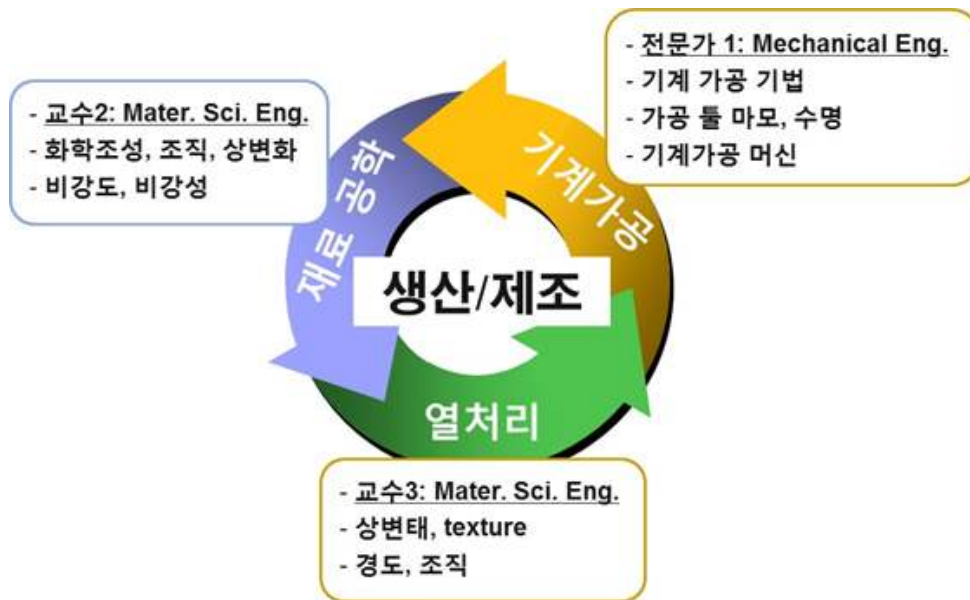 - 전문가 1: Mechanical Eng.
- 기계 가공 기법
- 가공 툴 마모, 수명
- 기계가공 머신
- 교수2: Mater. Sci. Eng.
- 화학조성, 조직, 상변화
- 비강도, 비강성
기계가공
재료 공학
생산/제조
열처리
- 교수3: Mater. Sci. Eng.
- 상변태, texture
- 경도, 조직